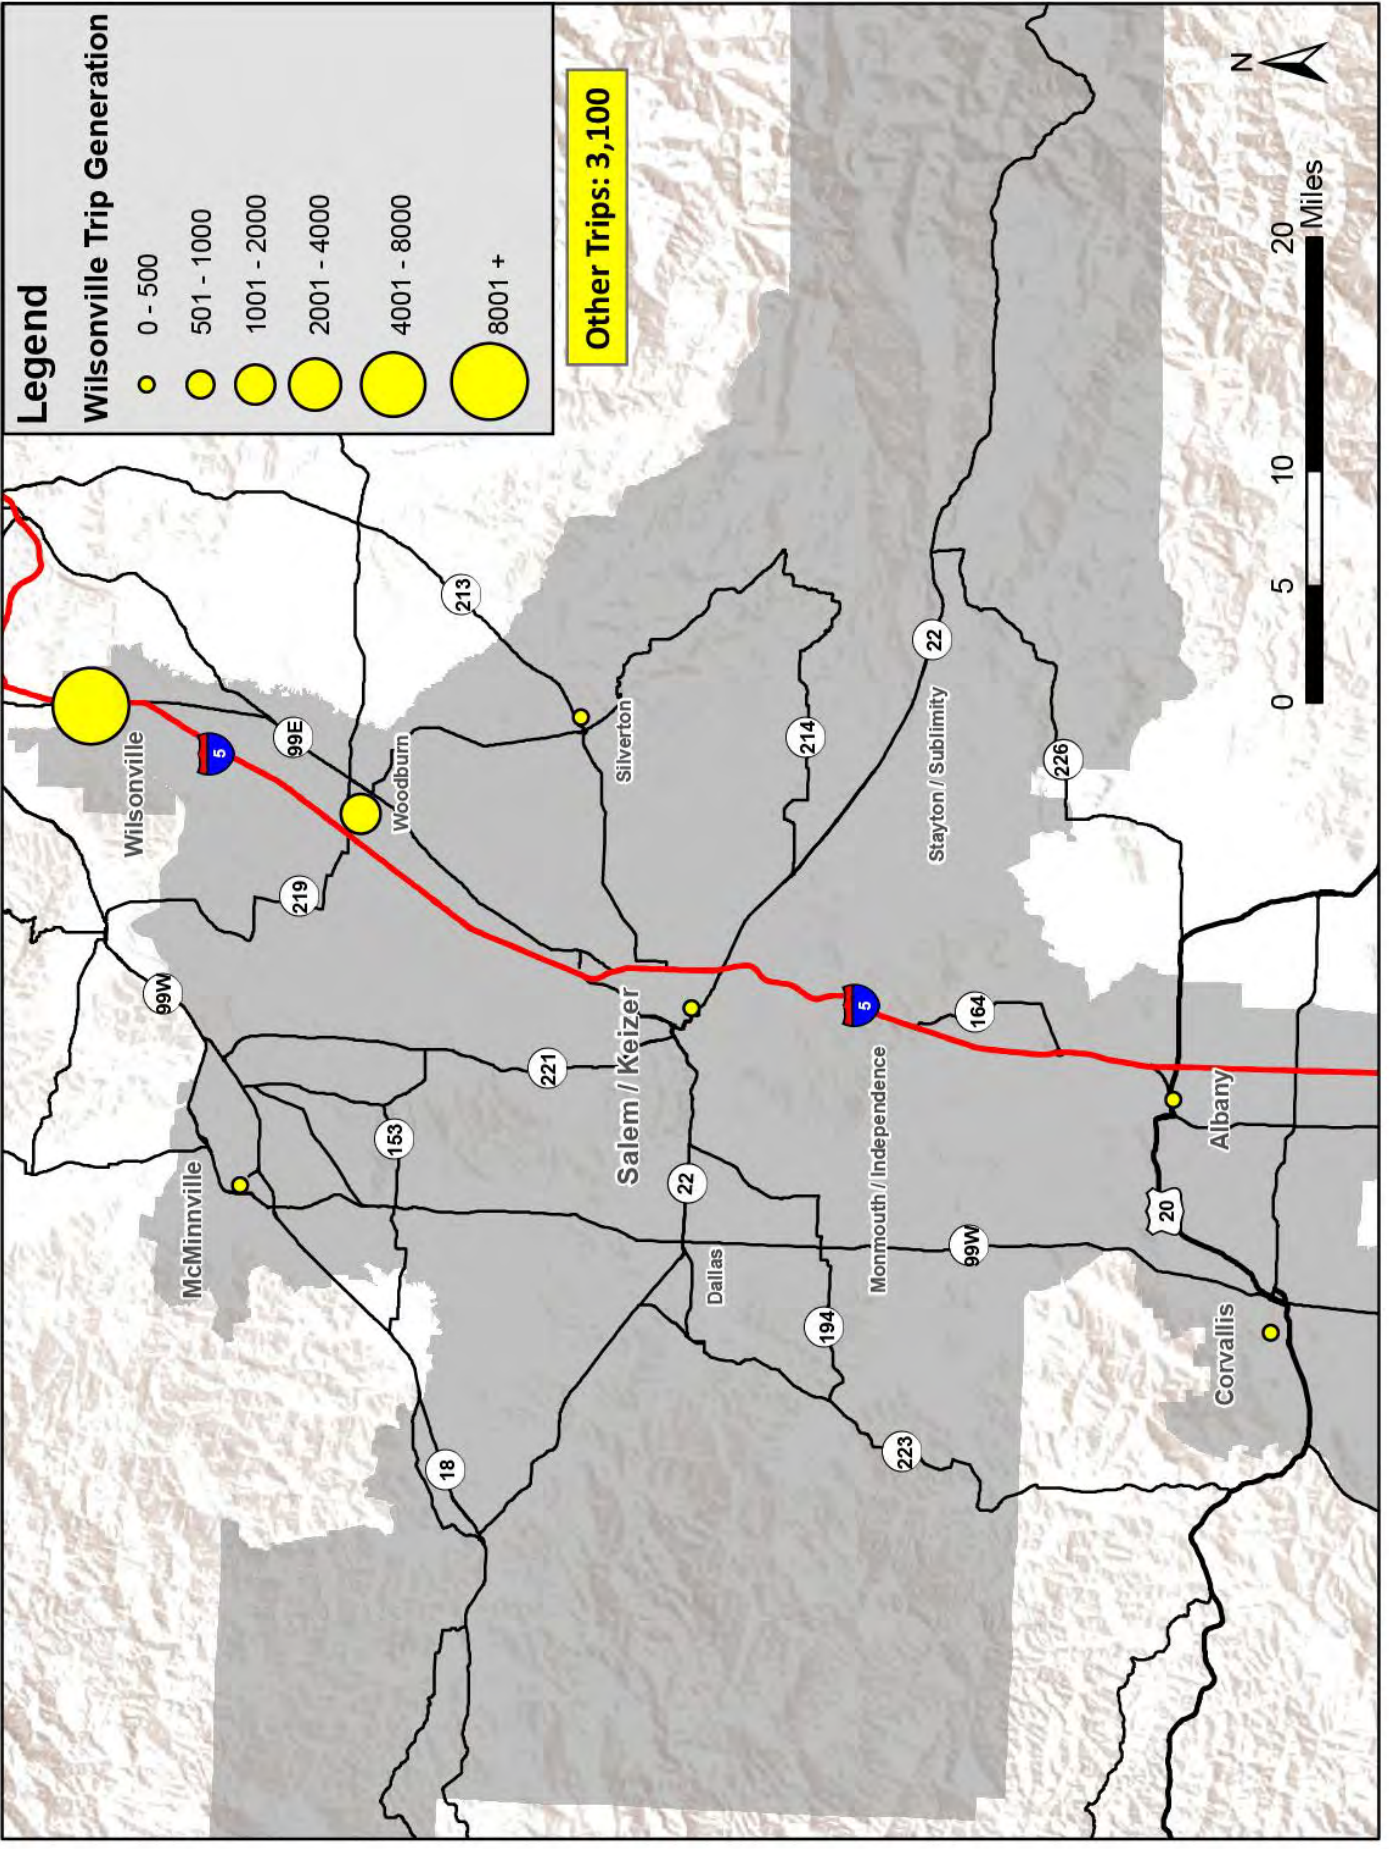 Legend
Wilsonville Trip Generation
0 - 500
501 - 1000
1001 - 2000
2001 - 4000
4001 - 8000
8001 +
Other Trips: 3,100
N
0 5 10 20
Miles
Wilsonville
5
99E
Woodburn
219
99W
213
Silverton
214
22
Stayton / Sublimity
226
McMinnville
153
221
Salem / Keizer
22
Dallas
5
164
Monmouth / Independence
99W
194
223
18
Albany
20
Corvallis